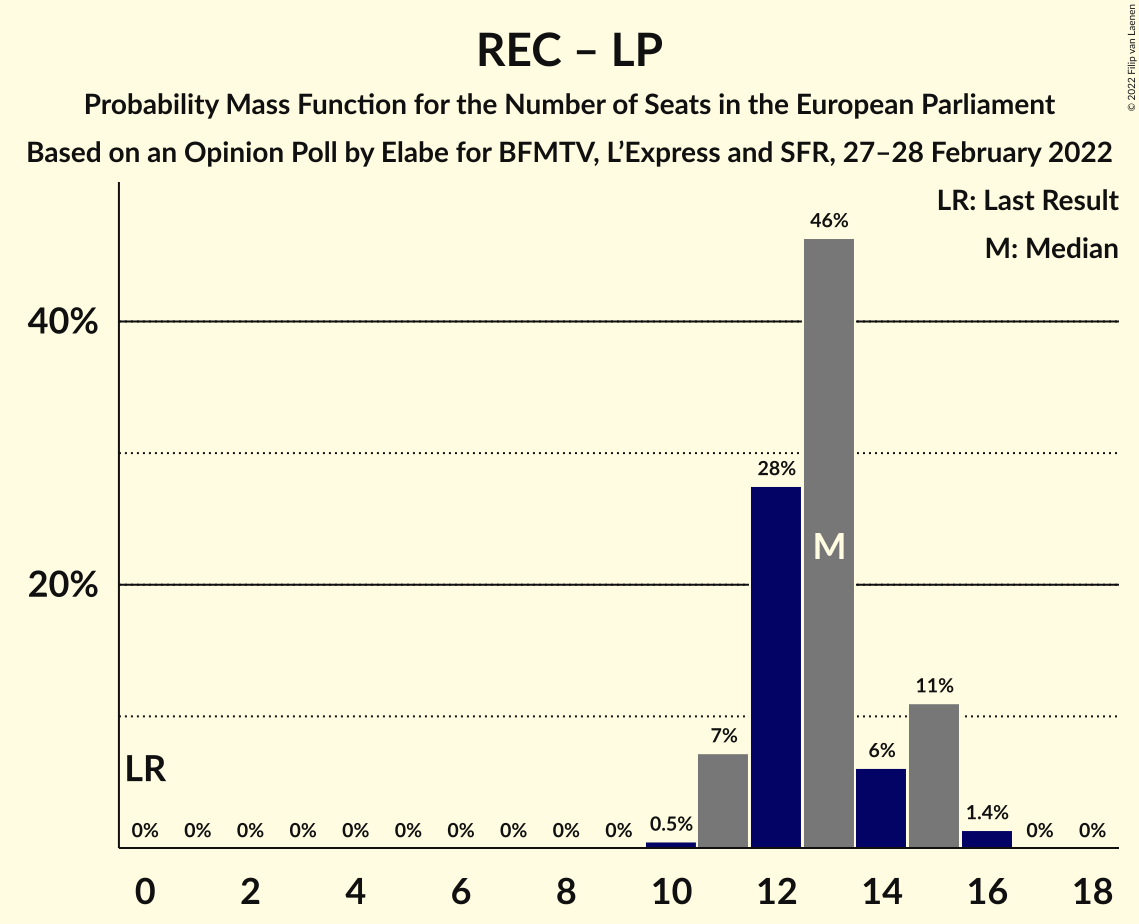 REC – LP
Probability Mass Function for the Number of Seats in the European Parliament
Based on an Opinion Poll by Elabe for BFMTV, L’Express and SFR, 27–28 February 2022
© 2022 Filip van Laenen
LR: Last Result
M: Median
40%
20%
LR
M
0% 0% 0% 0% 0% 0% 0% 0% 0% 0% 0.5% 7% 28% 46% 6% 11% 1.4% 0% 0%
0 2 4 6 8 10 12 14 16 18